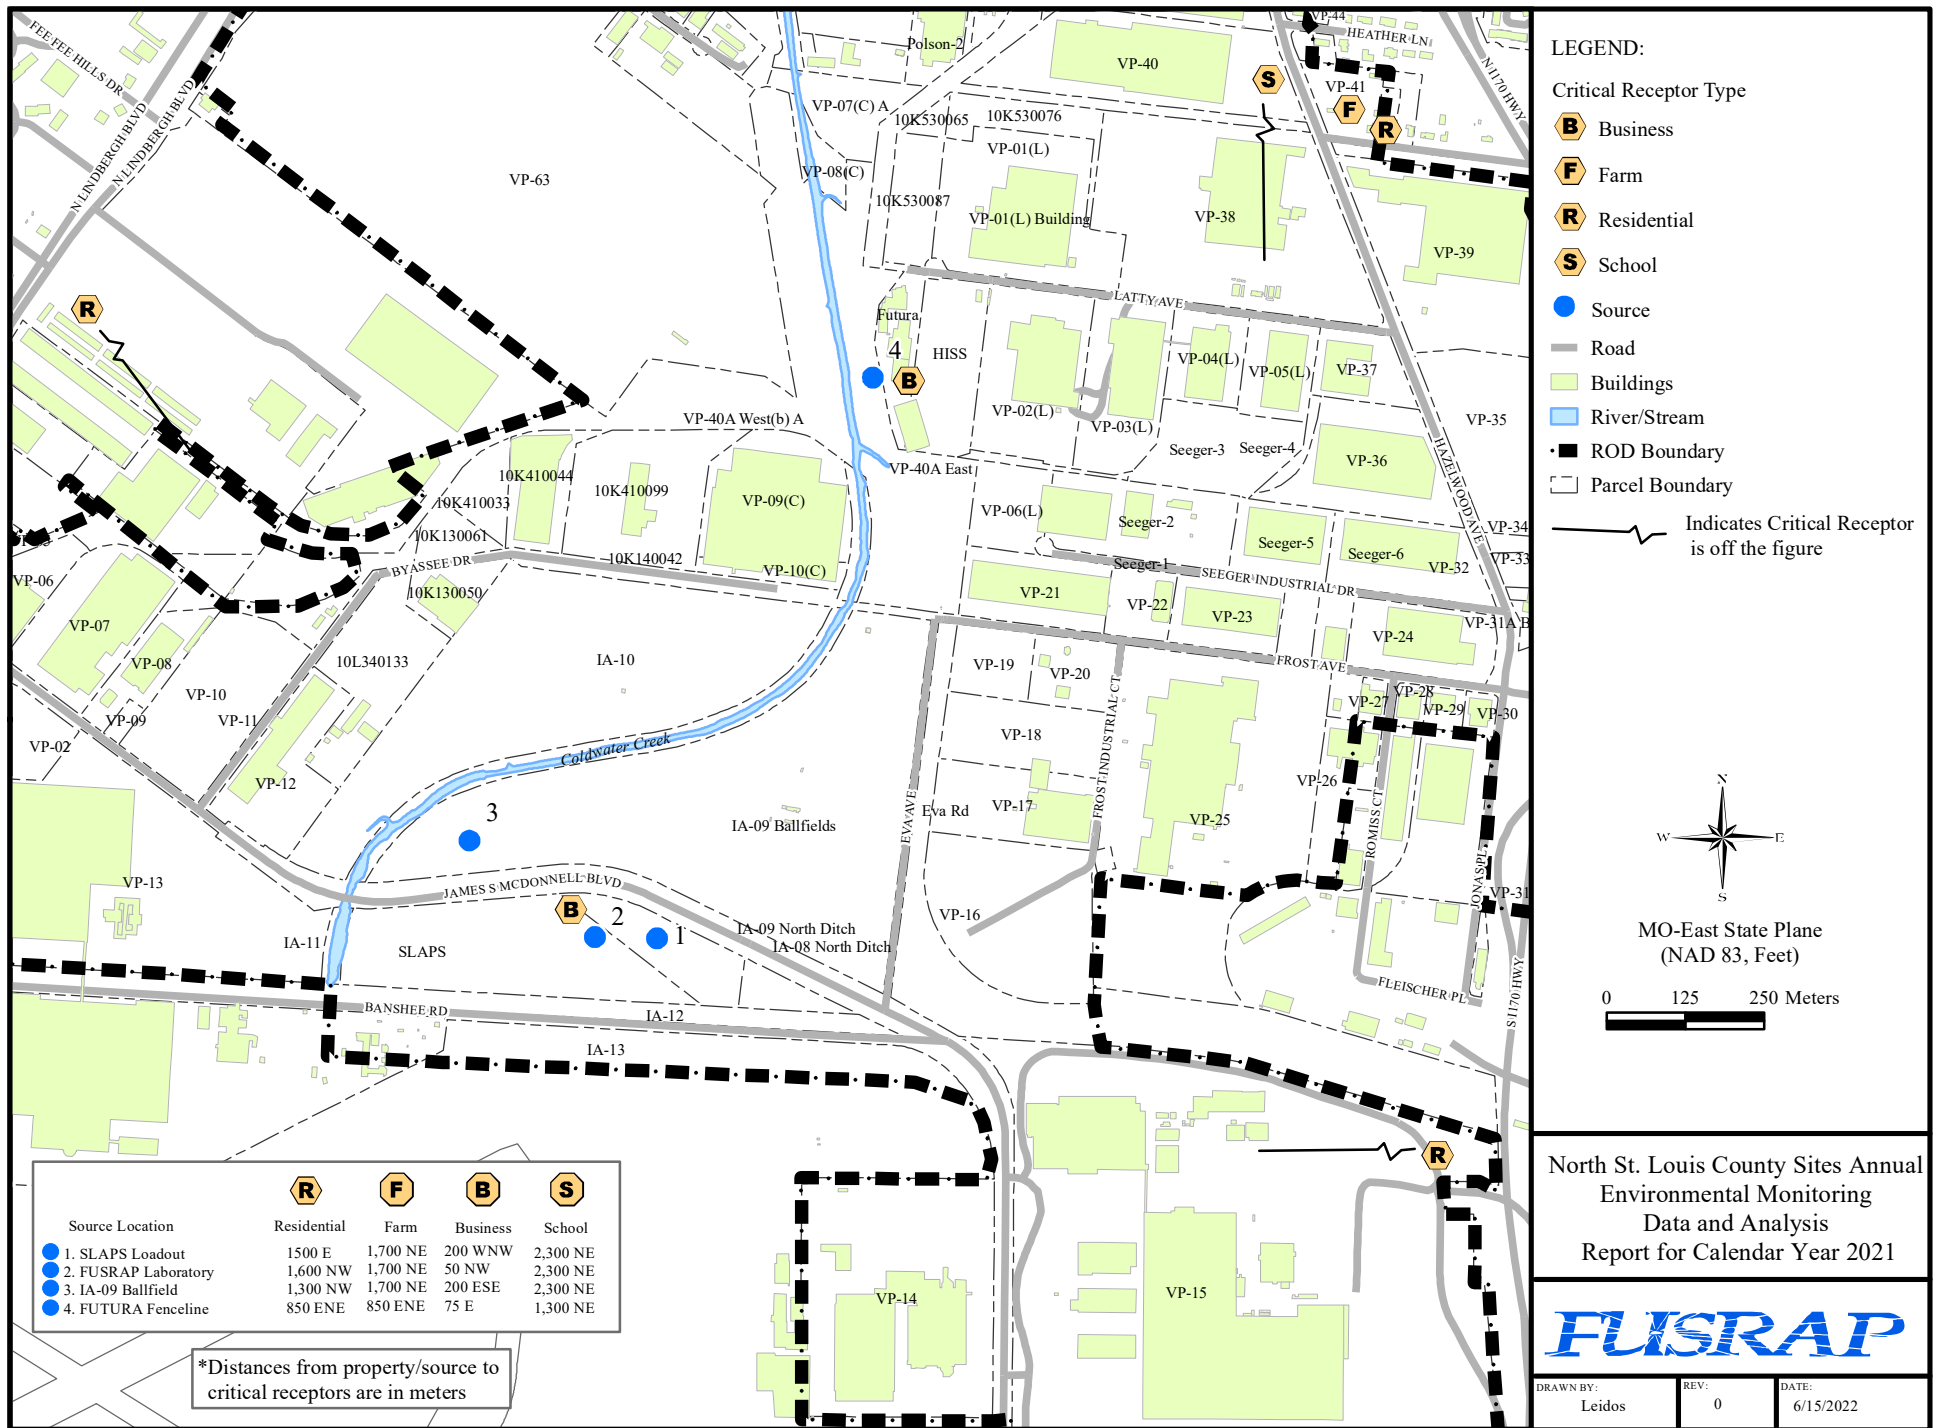 LEGEND:
Critical Receptor Type
B Business
F Farm
R Residential
S School
Source
Road
Buildings
River/Stream
ROD Boundary
Parcel Boundary
Indicates Critical Receptor
is off the figure
N
W E
S
MO-East State Plane
(NAD 83, Feet)
0 125 250 Meters
North St. Louis County Sites Annual
Environmental Monitoring
Data and Analysis
Report for Calendar Year 2021
FUSRAP
DRAWN BY: REV: DATE:
Leidos 0 6/15/2022
FEE FEE HILLS DR
N LINDBERGH BLVD
N LINDBERGH BLVD
Polson-2
VP-40
VP-44
HEATHER LN
N I170 HWY
S
VP-41
F
R
VP-07(C) A
10K530065
10K530076
VP-01(L)
VP-63
VP-08(C)
10K530087
VP-01(L) Building
VP-38
VP-39
LATTY AVE
R
Futura
4
HISS
B
VP-04(L)
VP-05(L)
VP-37
VP-02(L)
VP-03(L)
VP-35
VP-40A West(b) A
Seeger-3
Seeger-4
HAZELWOOD AVE
VP-36
VP-40A East
10K410044
10K410099
VP-09(C)
10K410033
VP-06(L)
Seeger-2
VP-34
10K130061
Seeger-5
Seeger-6
VP-33
BYASSEE DR
10K140042
VP-10(C)
Seeger-1
VP-32
SEEGER INDUSTRIAL DR
VP-06
10K130050
VP-21
VP-22
VP-23
VP-31A B
VP-07
VP-24
VP-08
10L340133
IA-10
VP-19
VP-20
FROST AVE
VP-10
VP-27
VP-28
VP-29
VP-30
VP-09
VP-11
FROST INDUSTRIAL CT
VP-02
VP-18
Coldwater Creek
VP-12
VP-26
3
EVA AVE
Eva Rd
VP-17
VP-25
ROMISS CT
IA-09 Ballfields
JONAS PL
VP-13
JAMES S MCDONNELL BLVD
VP-31
B
2
1
VP-16
IA-09 North Ditch
IA-08 North Ditch
IA-11
SLAPS
FLEISCHER PL
S I170 HWY
BANSHEE RD
IA-12
IA-13
R
VP-14
VP-15
R F B S
Source Location Residential Farm Business School
1. SLAPS Loadout 1500 E 1,700 NE 200 WNW 2,300 NE
2. FUSRAP Laboratory 1,600 NW 1,700 NE 50 NW 2,300 NE
3. IA-09 Ballfield 1,300 NW 1,700 NE 200 ESE 2,300 NE
4. FUTURA Fenceline 850 ENE 850 ENE 75 E 1,300 NE
*Distances from property/source to
critical receptors are in meters